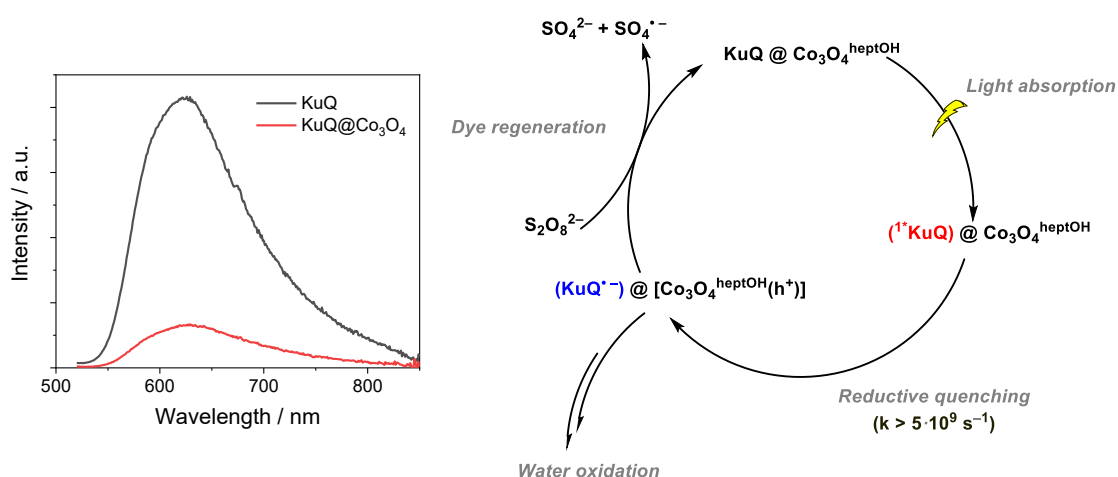 Intensity / a.u.
KuQ
KuQ@Co₃O₄
500 600 700 800
Wavelength / nm
SO₄²⁻ + SO₄•⁻
KuQ @ Co₃O₄ʰᵉᵖᵗᴼᴴ
Light absorption
Dye regeneration
S₂O₈²⁻
(¹*KuQ) @ Co₃O₄ʰᵉᵖᵗᴼᴴ
(KuQ•⁻) @ [Co₃O₄ʰᵉᵖᵗᴼᴴ(h⁺)]
Reductive quenching
(k > 5·10⁹ s⁻¹)
Water oxidation